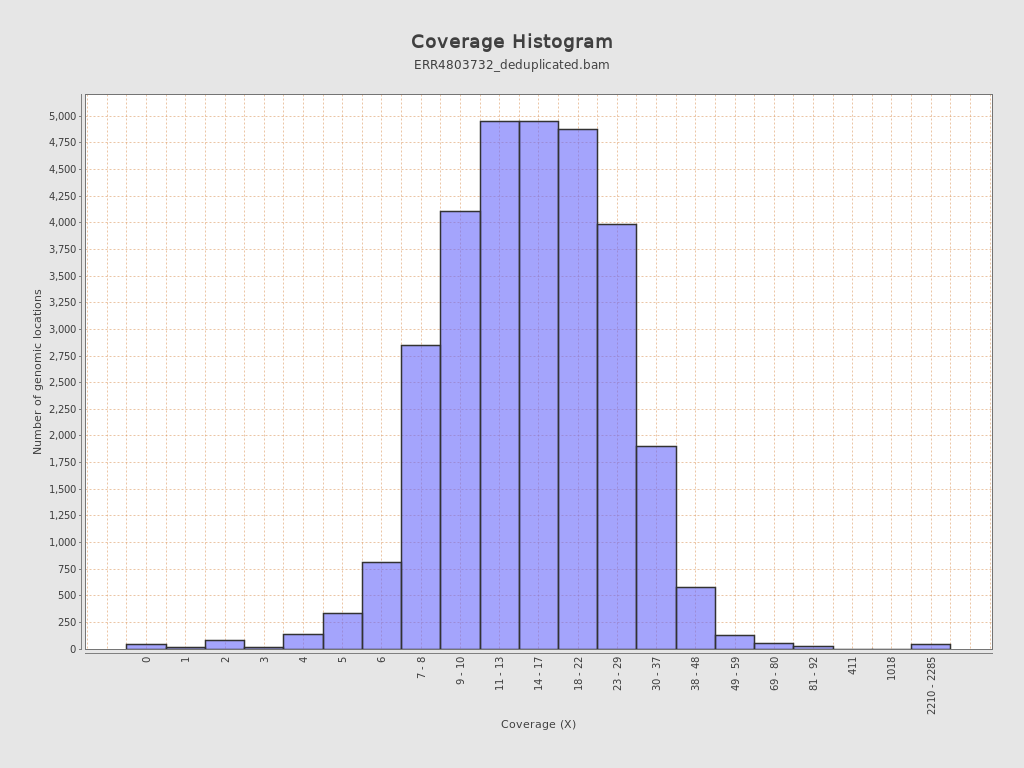 Coverage Histogram
ERR4803732_deduplicated.bam
Number of genomic locations
5,000
4,750
4,500
4,250
4,000
3,750
3,500
3,250
3,000
2,750
2,500
2,250
2,000
1,750
1,500
1,250
1,000
750
500
250
0
0
1
2
3
4
5
6
7 - 8
9 - 10
11 - 13
14 - 17
18 - 22
23 - 29
30 - 37
38 - 48
49 - 59
69 - 80
81 - 92
411
1018
2210 - 2285
Coverage (X)